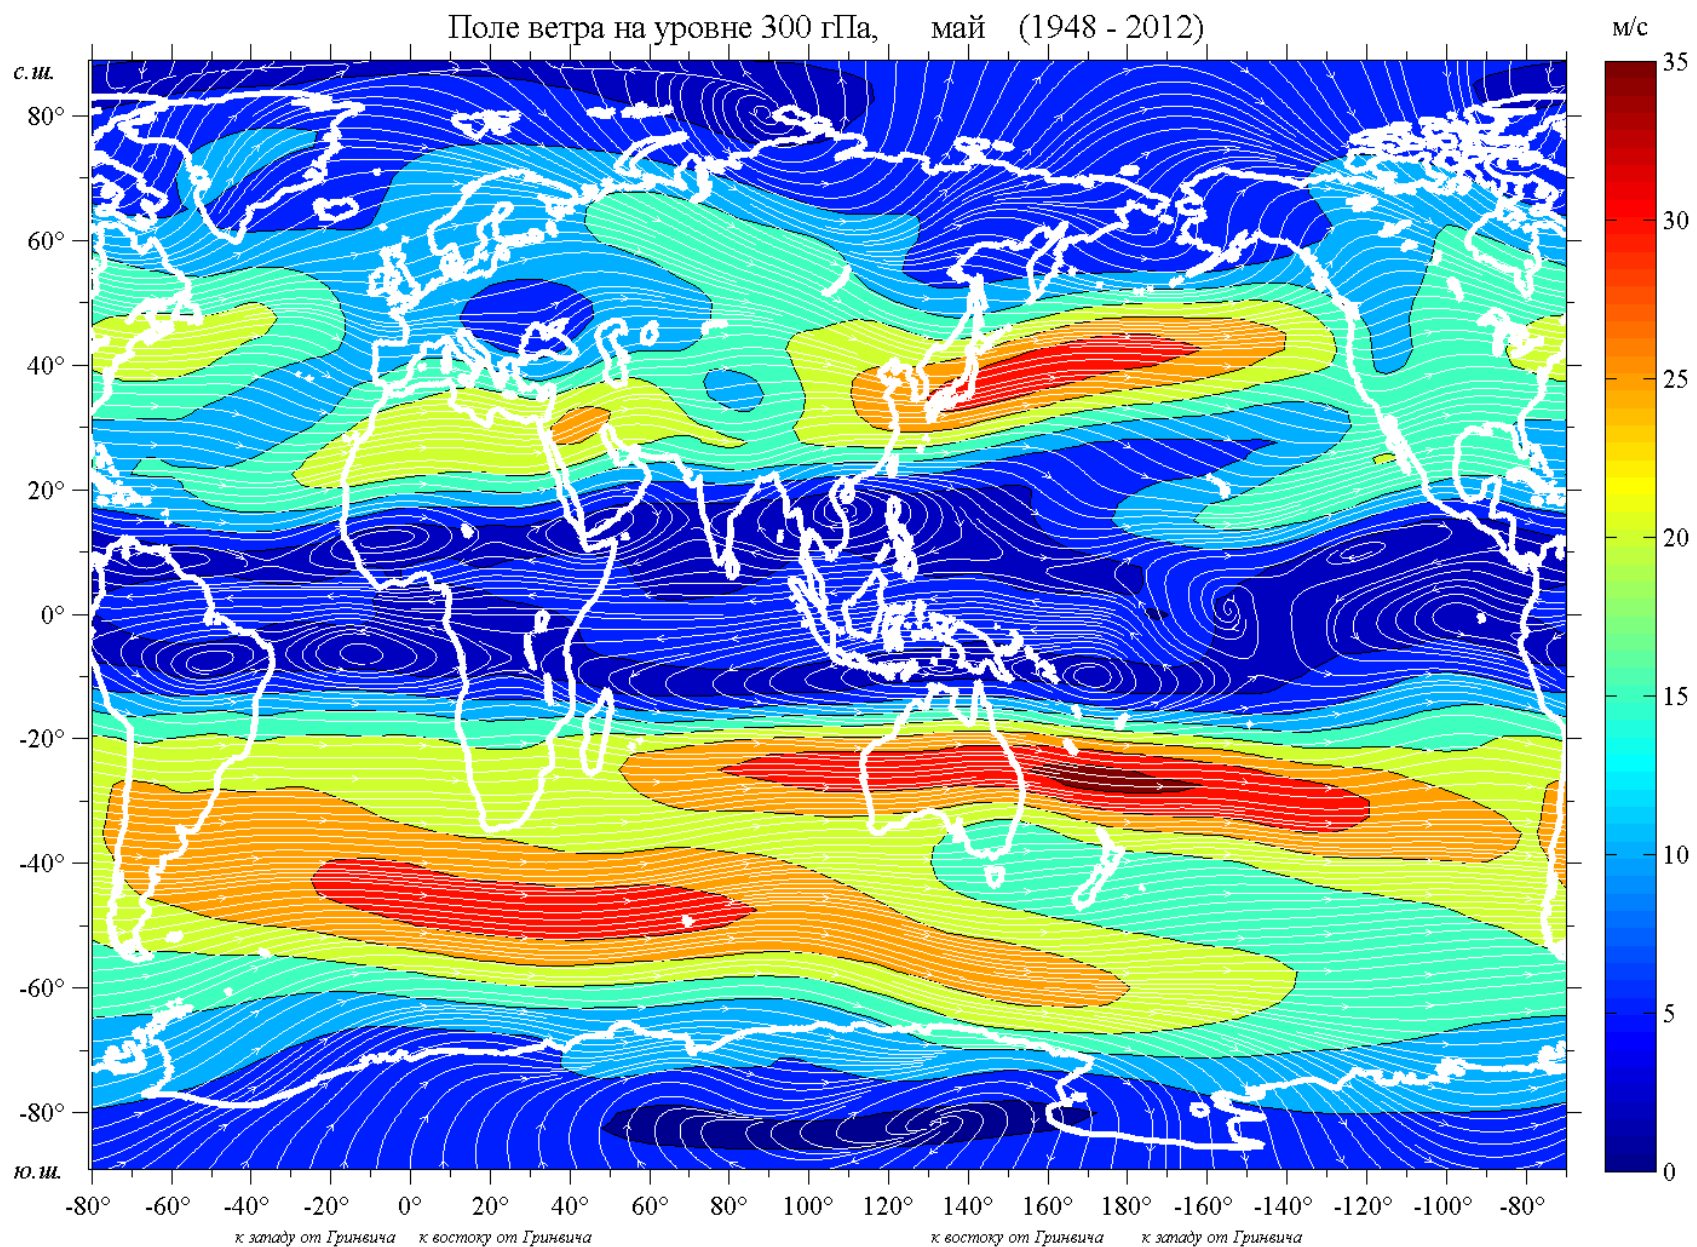 Поле ветра на уровне 300 гПа, май (1948 - 2012)
м/с
с.ш.
80°
60°
40°
20°
0°
-20°
-40°
-60°
-80°
ю.ш.
35
30
25
20
15
10
5
0
-80° -60° -40° -20° 0° 20° 40° 60° 80° 100° 120° 140° 160° 180° -160° -140° -120° -100° -80°
к западу от Гринвича к востоку от Гринвича к востоку от Гринвича к западу от Гринвича